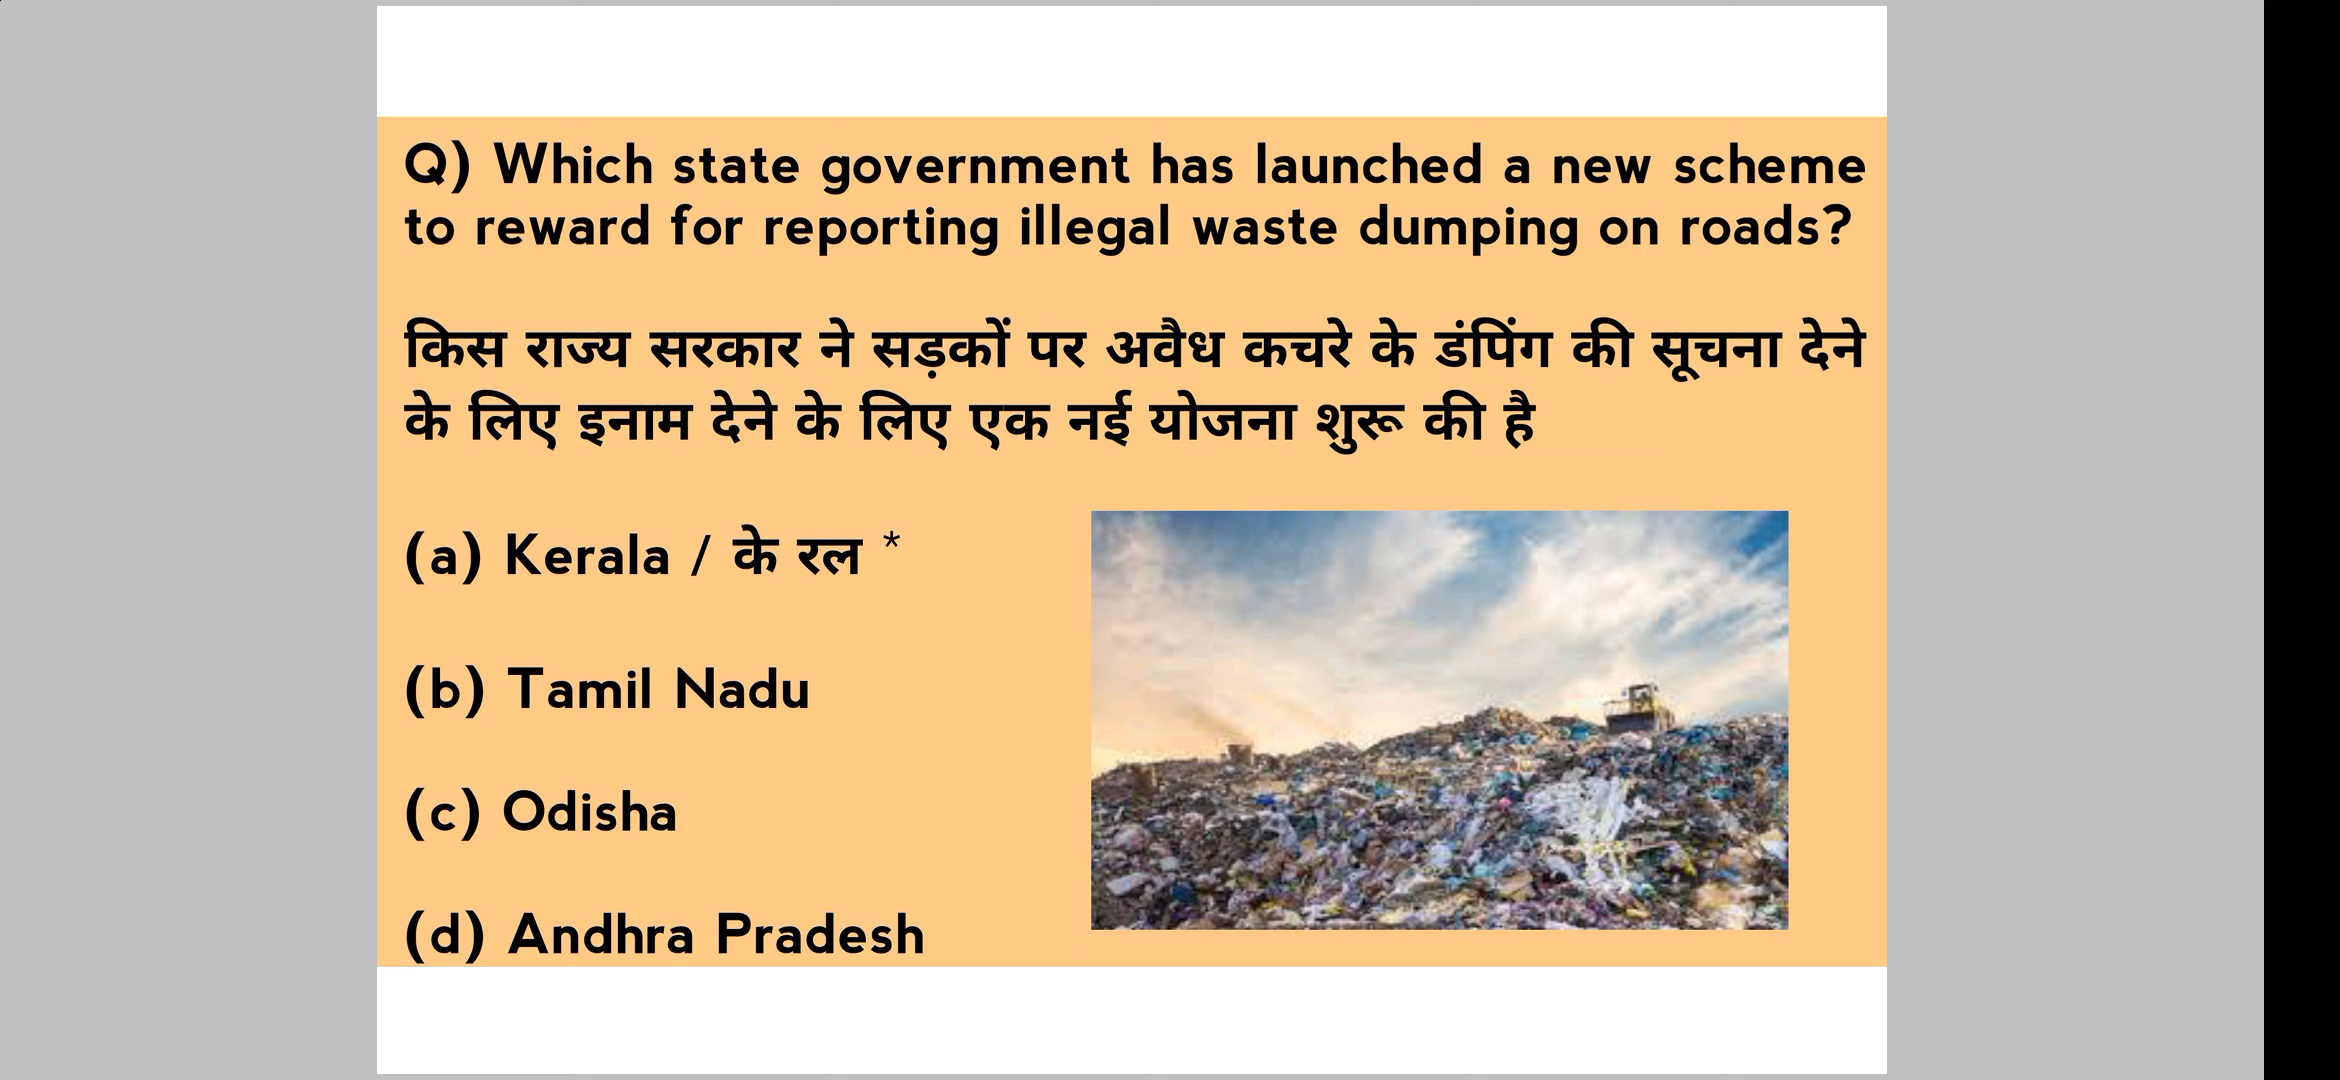 Q) Which state government has launched a new scheme
to reward for reporting illegal waste dumping on roads?
किस राज्य सरकार ने सड़कों पर अवैध कचरे के डंपिंग की सूचना देने
के लिए इनाम देने के लिए एक नई योजना शुरू की है
(a) Kerala / के रल *
(b) Tamil Nadu
(c) Odisha
(d) Andhra Pradesh